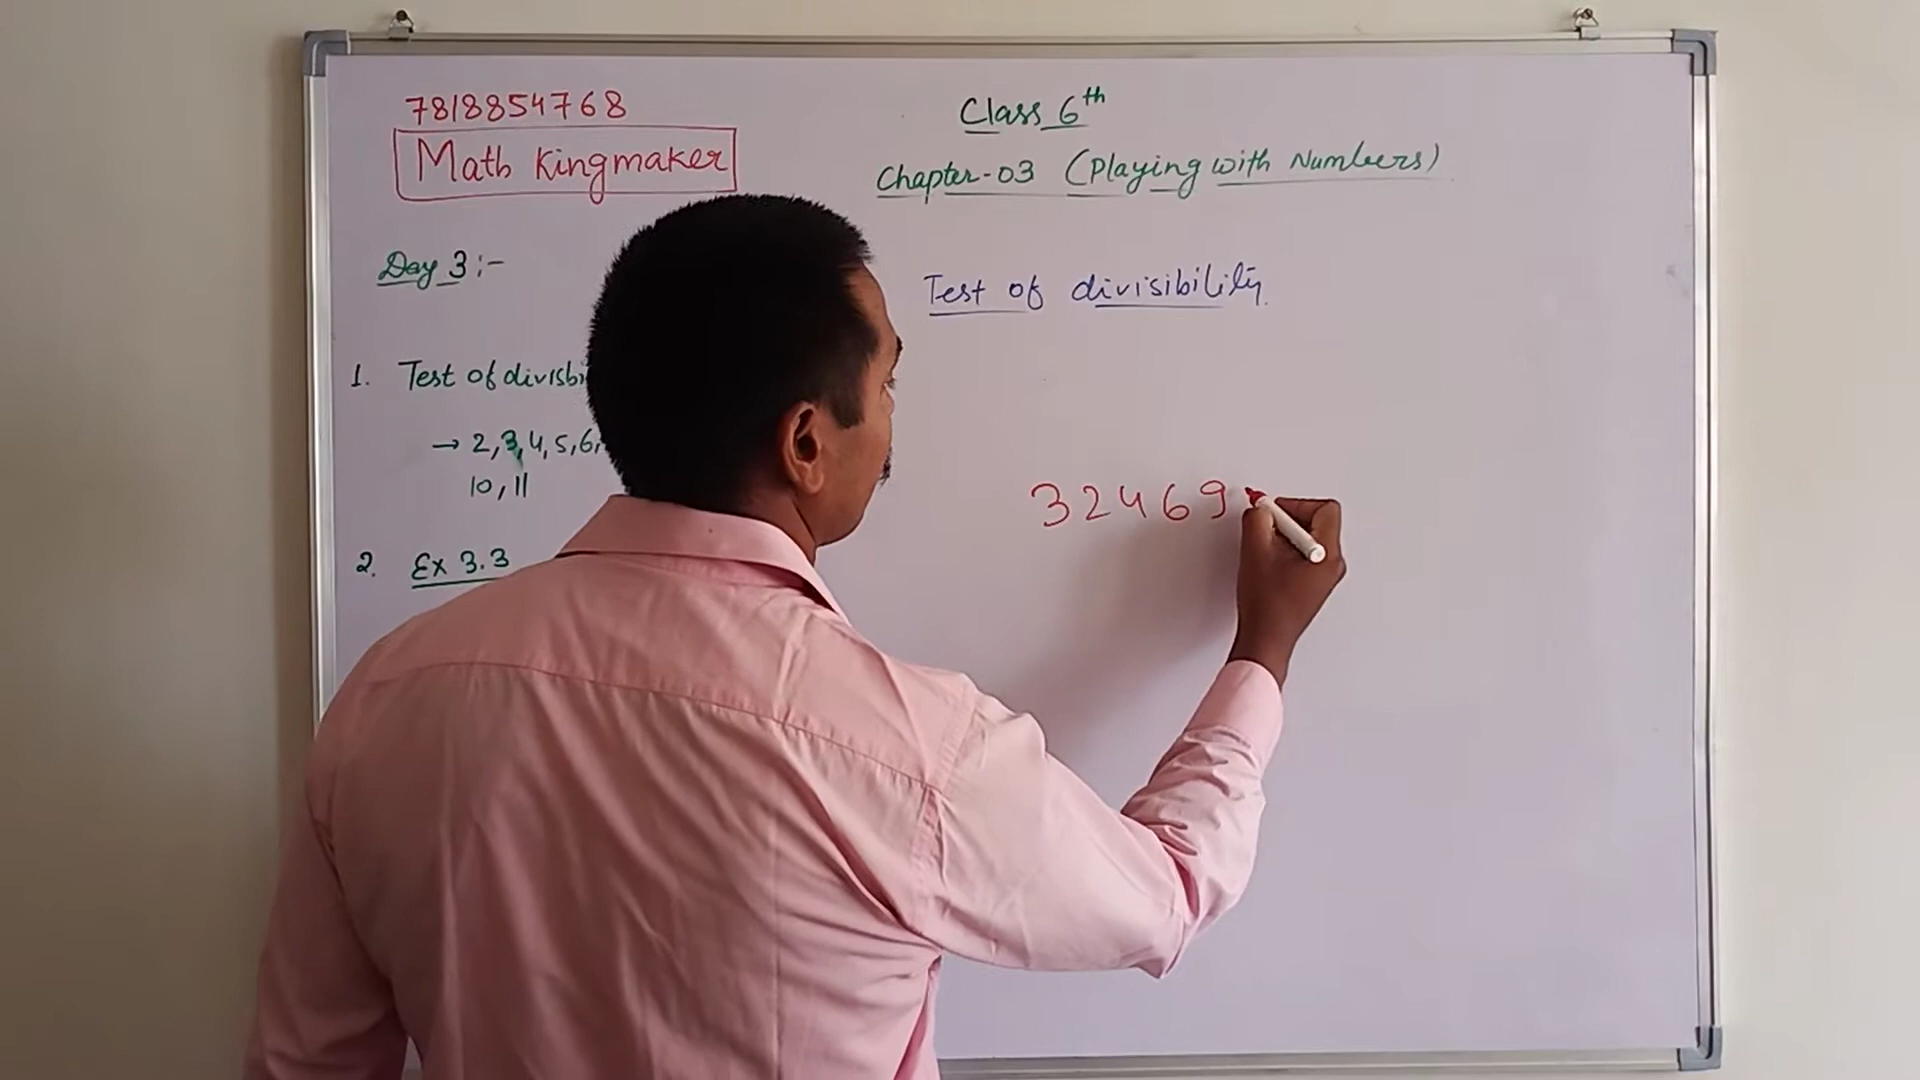 7818854768
Math Kingmaker
Class 6th
Chapter-03 (Playing with Numbers)
Day 3:-
Test of divisibility
1. Test of divisbi
→ 2,3,4,5,6,
10,11
32469
2. Ex 3.3